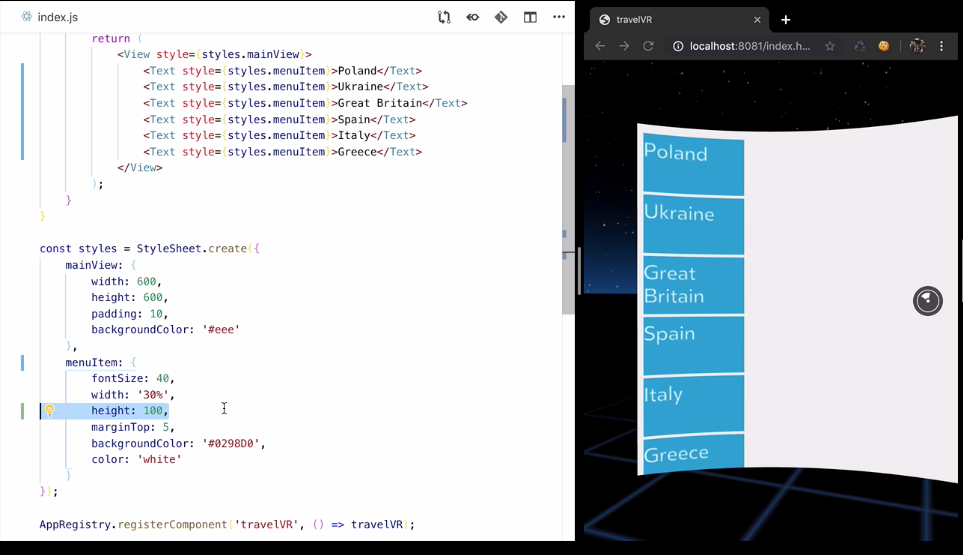 index.js
return (
<View style={styles.mainView}>
<Text style={styles.menuItem}>Poland</Text>
<Text style={styles.menuItem}>Ukraine</Text>
<Text style={styles.menuItem}>Great Britain</Text>
<Text style={styles.menuItem}>Spain</Text>
<Text style={styles.menuItem}>Italy</Text>
<Text style={styles.menuItem}>Greece</Text>
</View>
);
}
}
const styles = StyleSheet.create({
mainView: {
width: 600,
height: 600,
padding: 10,
backgroundColor: '#eee'
},
menuItem: {
fontSize: 40,
width: '30%',
height: 100,
marginTop: 5,
backgroundColor: '#0298D0',
color: 'white'
}
});
AppRegistry.registerComponent('travelVR', () => travelVR);
travelVR
localhost:8081/index.h...
Poland
Ukraine
Great
Britain
Spain
Italy
Greece